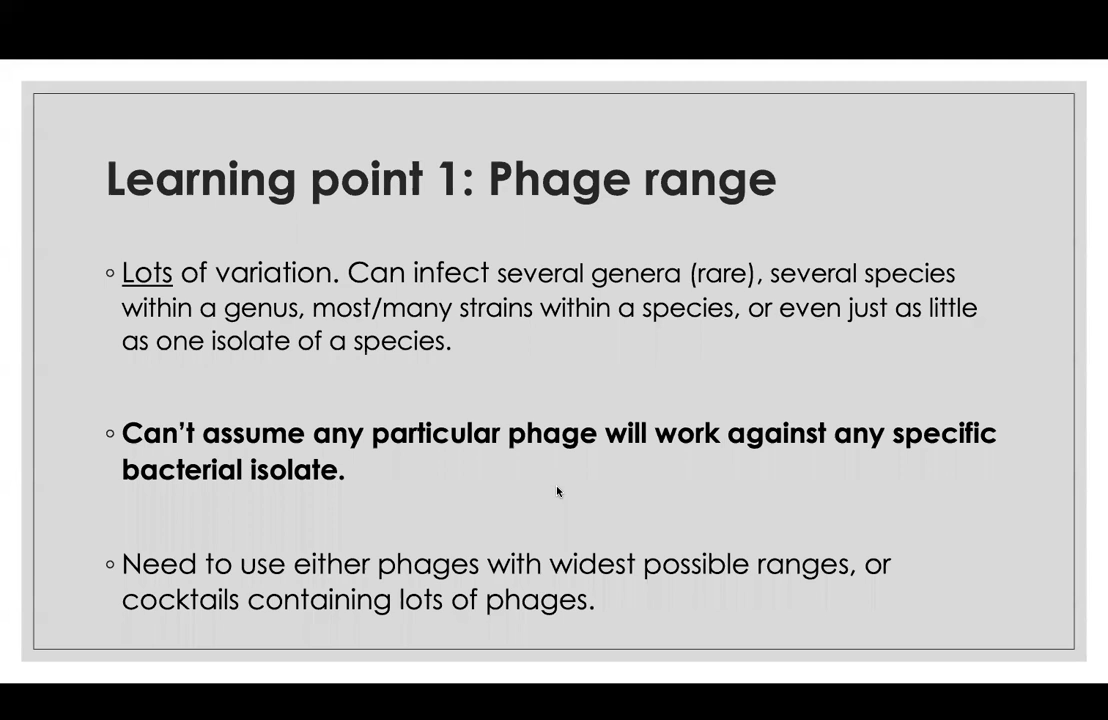 Learning point 1: Phage range
◦ Lots of variation. Can infect several genera (rare), several species
within a genus, most/many strains within a species, or even just as little
as one isolate of a species.
◦ Can't assume any particular phage will work against any specific
bacterial isolate.
◦ Need to use either phages with widest possible ranges, or
cocktails containing lots of phages.